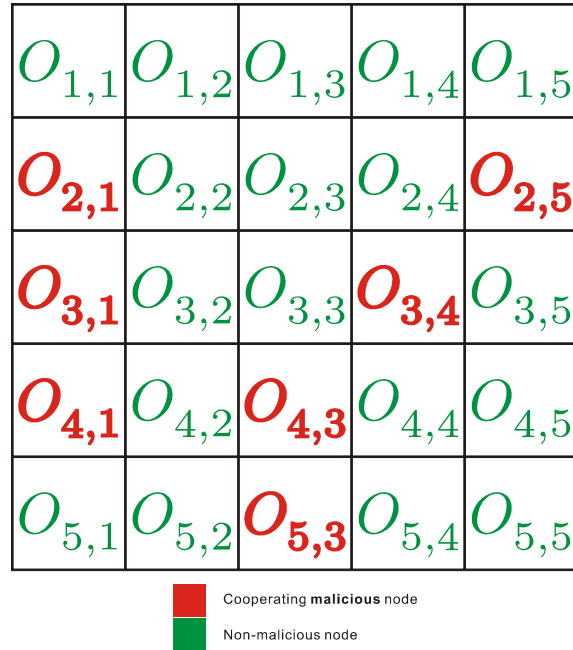 O1,1 O1,2 O1,3 O1,4 O1,5
O2,1 O2,2 O2,3 O2,4 O2,5
O3,1 O3,2 O3,3 O3,4 O3,5
O4,1 O4,2 O4,3 O4,4 O4,5
O5,1 O5,2 O5,3 O5,4 O5,5
Cooperating malicious node
Non-malicious node